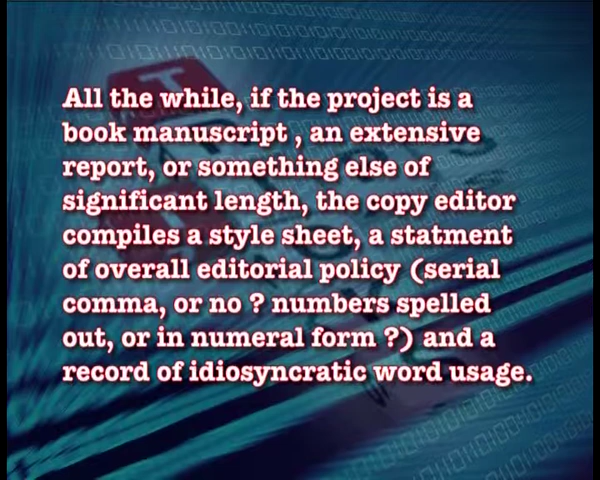 All the while, if the project is a
book manuscript , an extensive
report, or something else of
significant length, the copy editor
compiles a style sheet, a statment
of overall editorial policy (serial
comma, or no ? numbers spelled
out, or in numeral form ?) and a
record of idiosyncratic word usage.